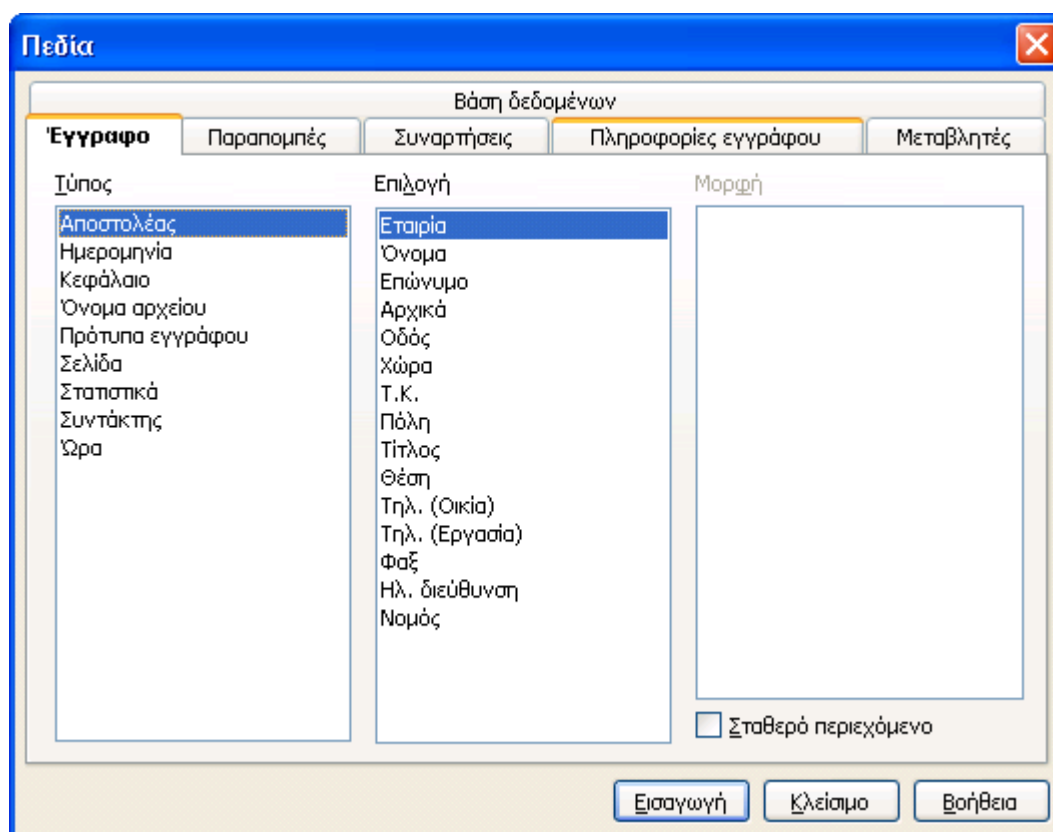 Πεδία
Βάση δεδομένων
Έγγραφο Παραπομπές Συναρτήσεις Πληροφορίες εγγράφου Μεταβλητές
Τύπος
Αποστολέας
Ημερομηνία
Κεφάλαιο
Όνομα αρχείου
Πρότυπα εγγράφου
Σελίδα
Στατιστικά
Συντάκτης
Ώρα
Επιλογή
Εταιρία
Όνομα
Επώνυμο
Αρχικά
Οδός
Χώρα
Τ.Κ.
Πόλη
Τίτλος
Θέση
Τηλ. (Οικία)
Τηλ. (Εργασία)
Φαξ
Ηλ. διεύθυνση
Νομός
Μορφή
Σταθερό περιεχόμενο
Εισαγωγή Κλείσιμο Βοήθεια